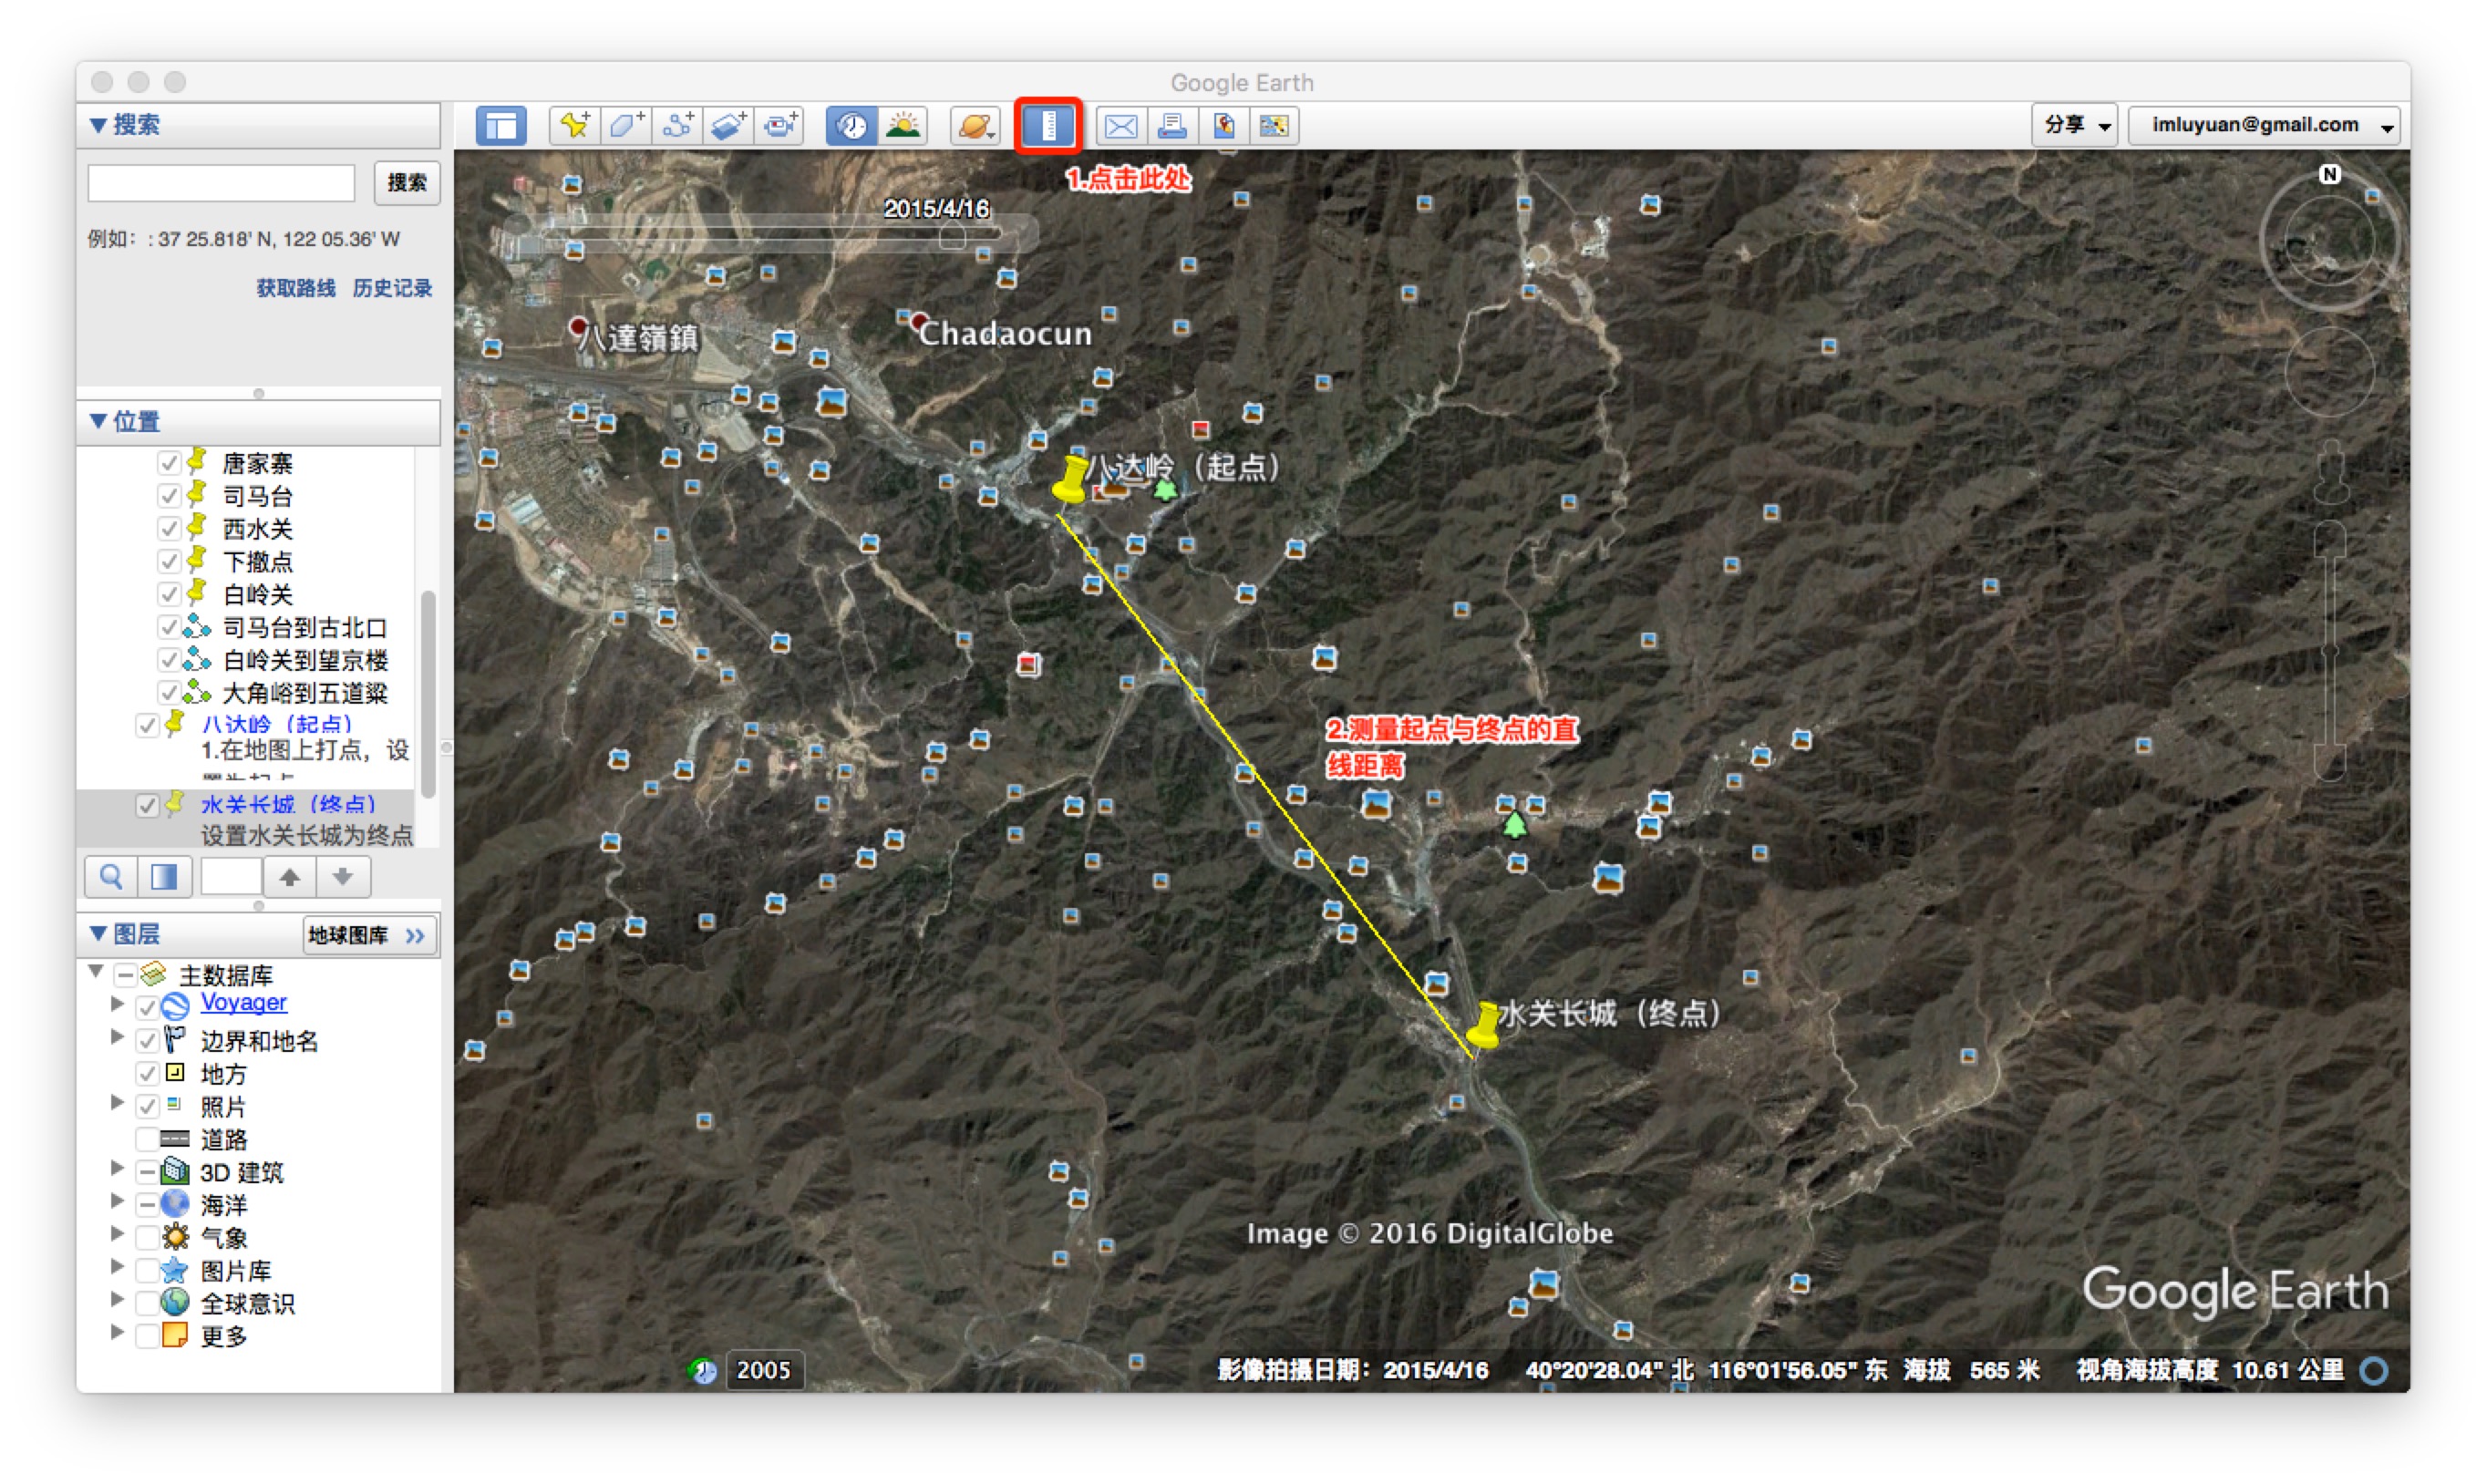 Google Earth
搜索
分享
imluyuan@gmail.com
搜索
例如：: 37 25.818' N, 122 05.36' W
获取路线 历史记录
位置
唐家寨
司马台
西水关
下撤点
白岭关
司马台到古北口
白岭关到望京楼
大角峪到五道粱
八达岭（起点）
1.在地图上打点，设
水关长城（终点）
设置水关长城为终点
图层
地球图库
主数据库
Voyager
边界和地名
地方
照片
道路
3D 建筑
海洋
气象
图片库
全球意识
更多
1.点击此处
2015/4/16
N
八達嶺鎮
Chadaocun
八达岭（起点）
2.测量起点与终点的直
线距离
水关长城（终点）
Image © 2016 DigitalGlobe
Google Earth
2005
影像拍摄日期：2015/4/16 40°20'28.04" 北 116°01'56.05" 东 海拔 565 米 视角海拔高度 10.61 公里